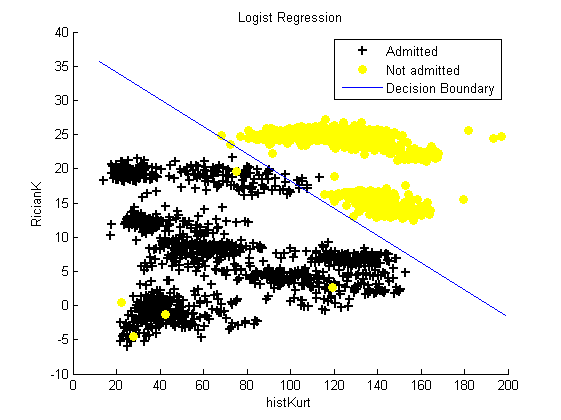 Logist Regression
Admitted
Not admitted
Decision Boundary
40
35
30
25
20
15
10
5
0
-5
-10
RicianK
0 20 40 60 80 100 120 140 160 180 200
histKurt